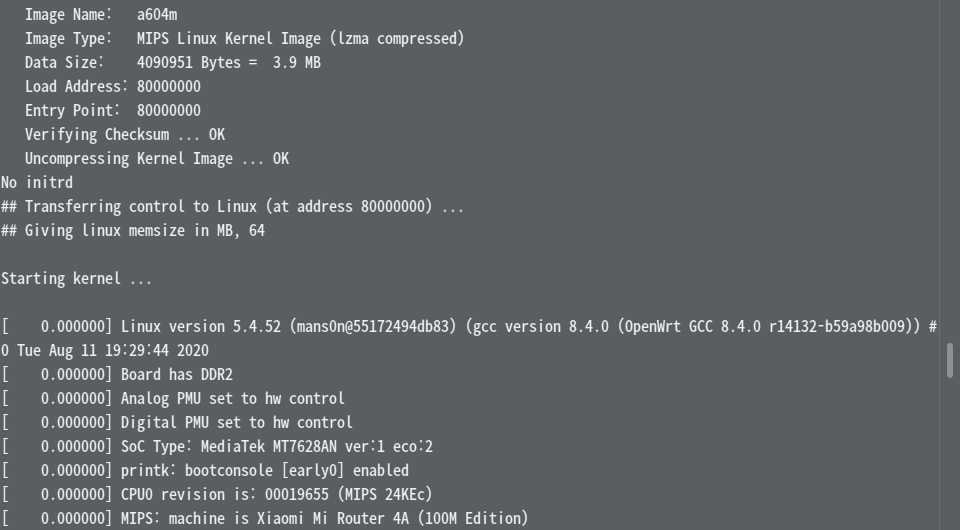 Image Name:   a604m
Image Type:   MIPS Linux Kernel Image (lzma compressed)
Data Size:    4090951 Bytes =  3.9 MB
Load Address: 80000000
Entry Point:  80000000
Verifying Checksum ... OK
Uncompressing Kernel Image ... OK
No initrd
## Transferring control to Linux (at address 80000000) ...
## Giving linux memsize in MB, 64
Starting kernel ...
[    0.000000] Linux version 5.4.52 (mans0n@55172494db83) (gcc version 8.4.0 (OpenWrt GCC 8.4.0 r14132-b59a98b009)) #
0 Tue Aug 11 19:29:44 2020
[    0.000000] Board has DDR2
[    0.000000] Analog PMU set to hw control
[    0.000000] Digital PMU set to hw control
[    0.000000] SoC Type: MediaTek MT7628AN ver:1 eco:2
[    0.000000] printk: bootconsole [early0] enabled
[    0.000000] CPU0 revision is: 00019655 (MIPS 24KEc)
[    0.000000] MIPS: machine is Xiaomi Mi Router 4A (100M Edition)